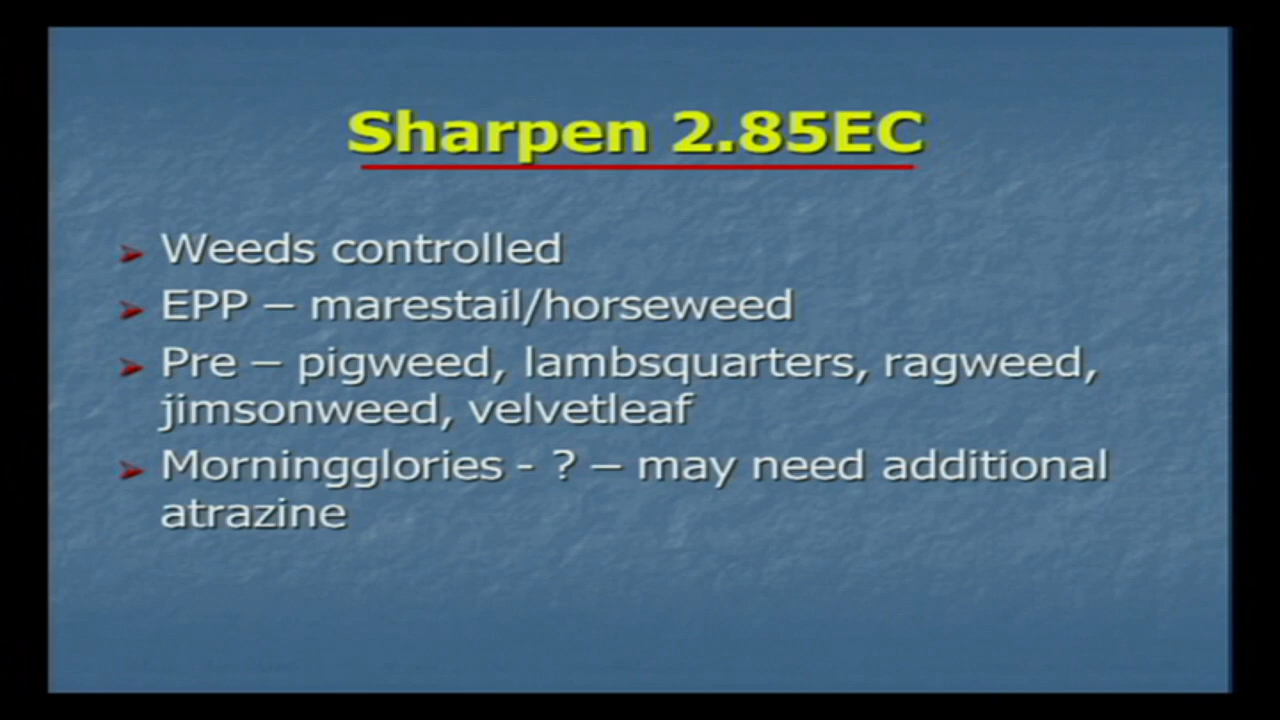 Sharpen 2.85EC
Weeds controlled
EPP – marestail/horseweed
Pre – pigweed, lambsquarters, ragweed,
jimsonweed, velvetleaf
Morningglories - ? – may need additional
atrazine